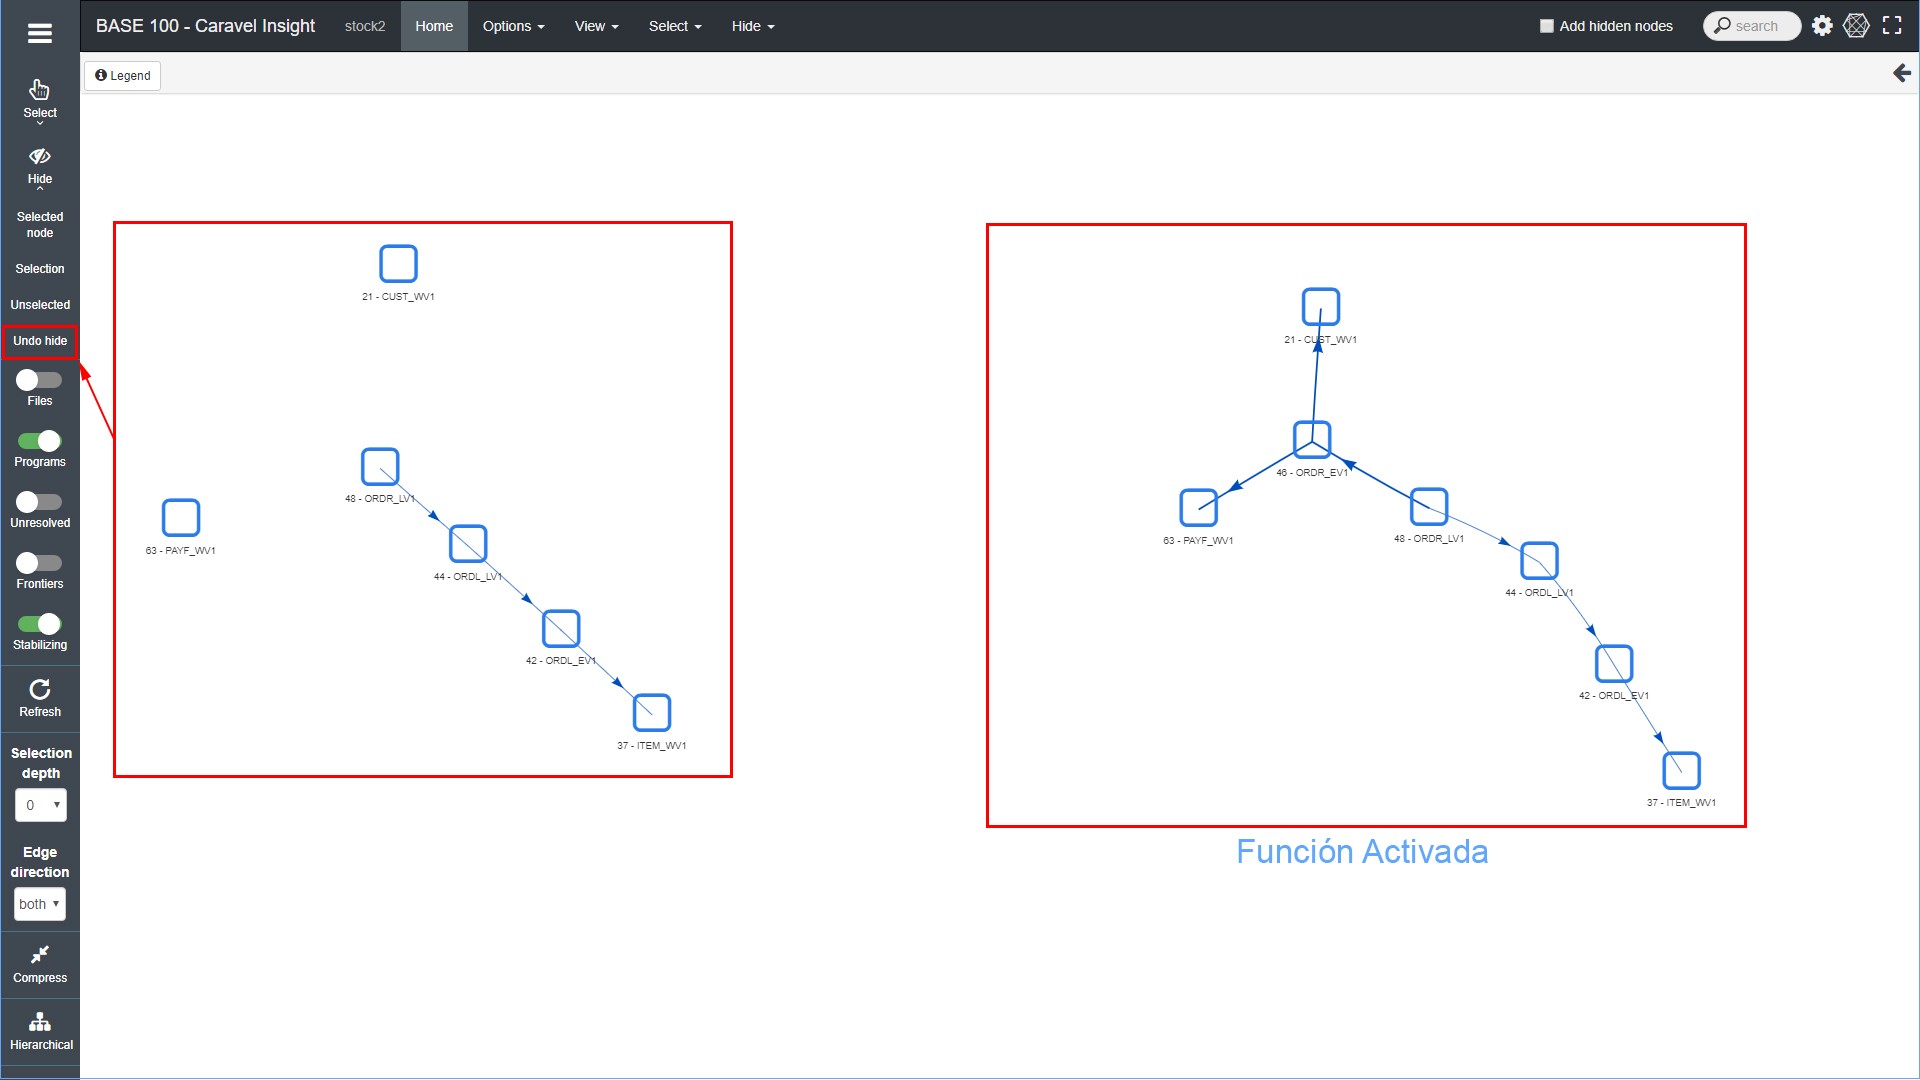 BASE 100 - Caravel Insight
stock2
Home
Options
View
Select
Hide
Add hidden nodes
search
Legend
Select
Hide
Selected
node
Selection
Unselected
Undo hide
Files
Programs
Unresolved
Frontiers
Stabilizing
Refresh
Selection
depth
0
Edge
direction
both
Compress
Hierarchical
21 - CUST_WV1
48 - ORDR_LV1
63 - PAYF_WV1
44 - ORDL_LV1
42 - ORDL_EV1
37 - ITEM_WV1
21 - CUST_WV1
46 - ORDR_EV1
63 - PAYF_WV1
48 - ORDR_LV1
44 - ORDL_LV1
42 - ORDL_EV1
37 - ITEM_WV1
Función Activada